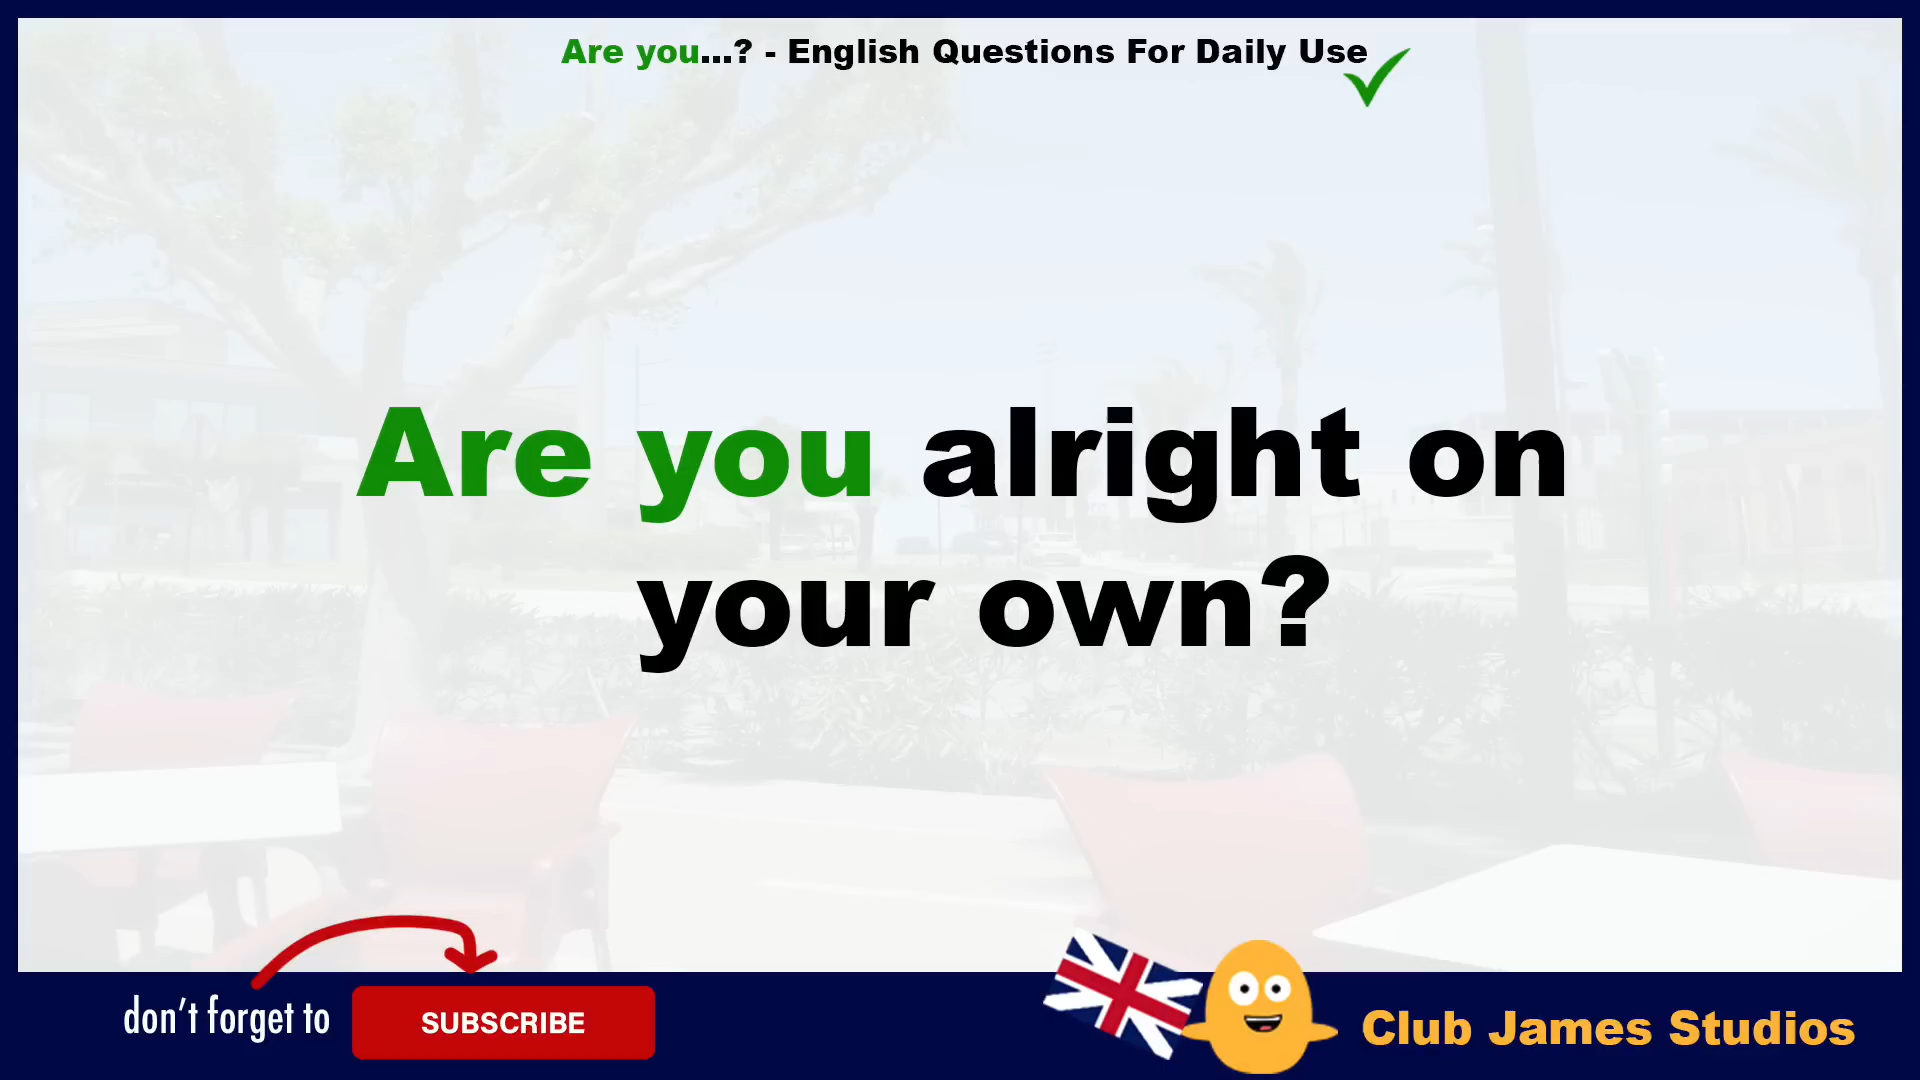 Are you...? - English Questions For Daily Use
Are you alright on
your own?
don't forget to
SUBSCRIBE
Club James Studios